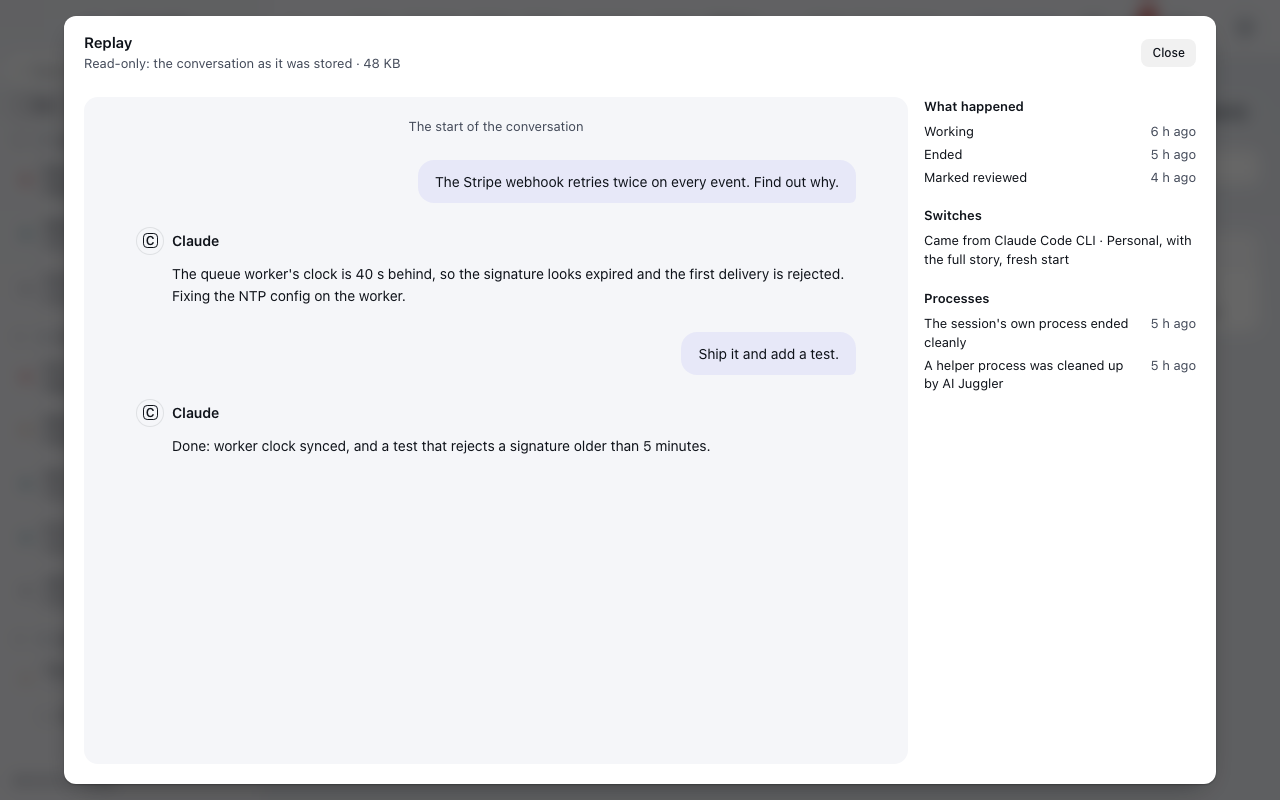 Replay
Read-only: the conversation as it was stored · 48 KB
Close
The start of the conversation
The Stripe webhook retries twice on every event. Find out why.
C Claude
The queue worker's clock is 40 s behind, so the signature looks expired and the first delivery is rejected.
Fixing the NTP config on the worker.
Ship it and add a test.
C Claude
Done: worker clock synced, and a test that rejects a signature older than 5 minutes.
What happened
Working 6 h ago
Ended 5 h ago
Marked reviewed 4 h ago
Switches
Came from Claude Code CLI · Personal, with
the full story, fresh start
Processes
The session's own process ended 5 h ago
cleanly
A helper process was cleaned up 5 h ago
by AI Juggler